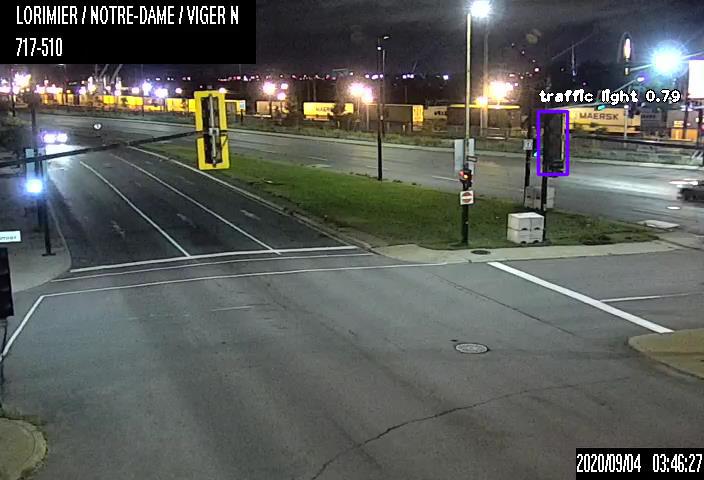 LORIMIER / NOTRE-DAME / VIGER N
717-510
traffic light 0.79
MAERSK
2020/09/04 03:46:27